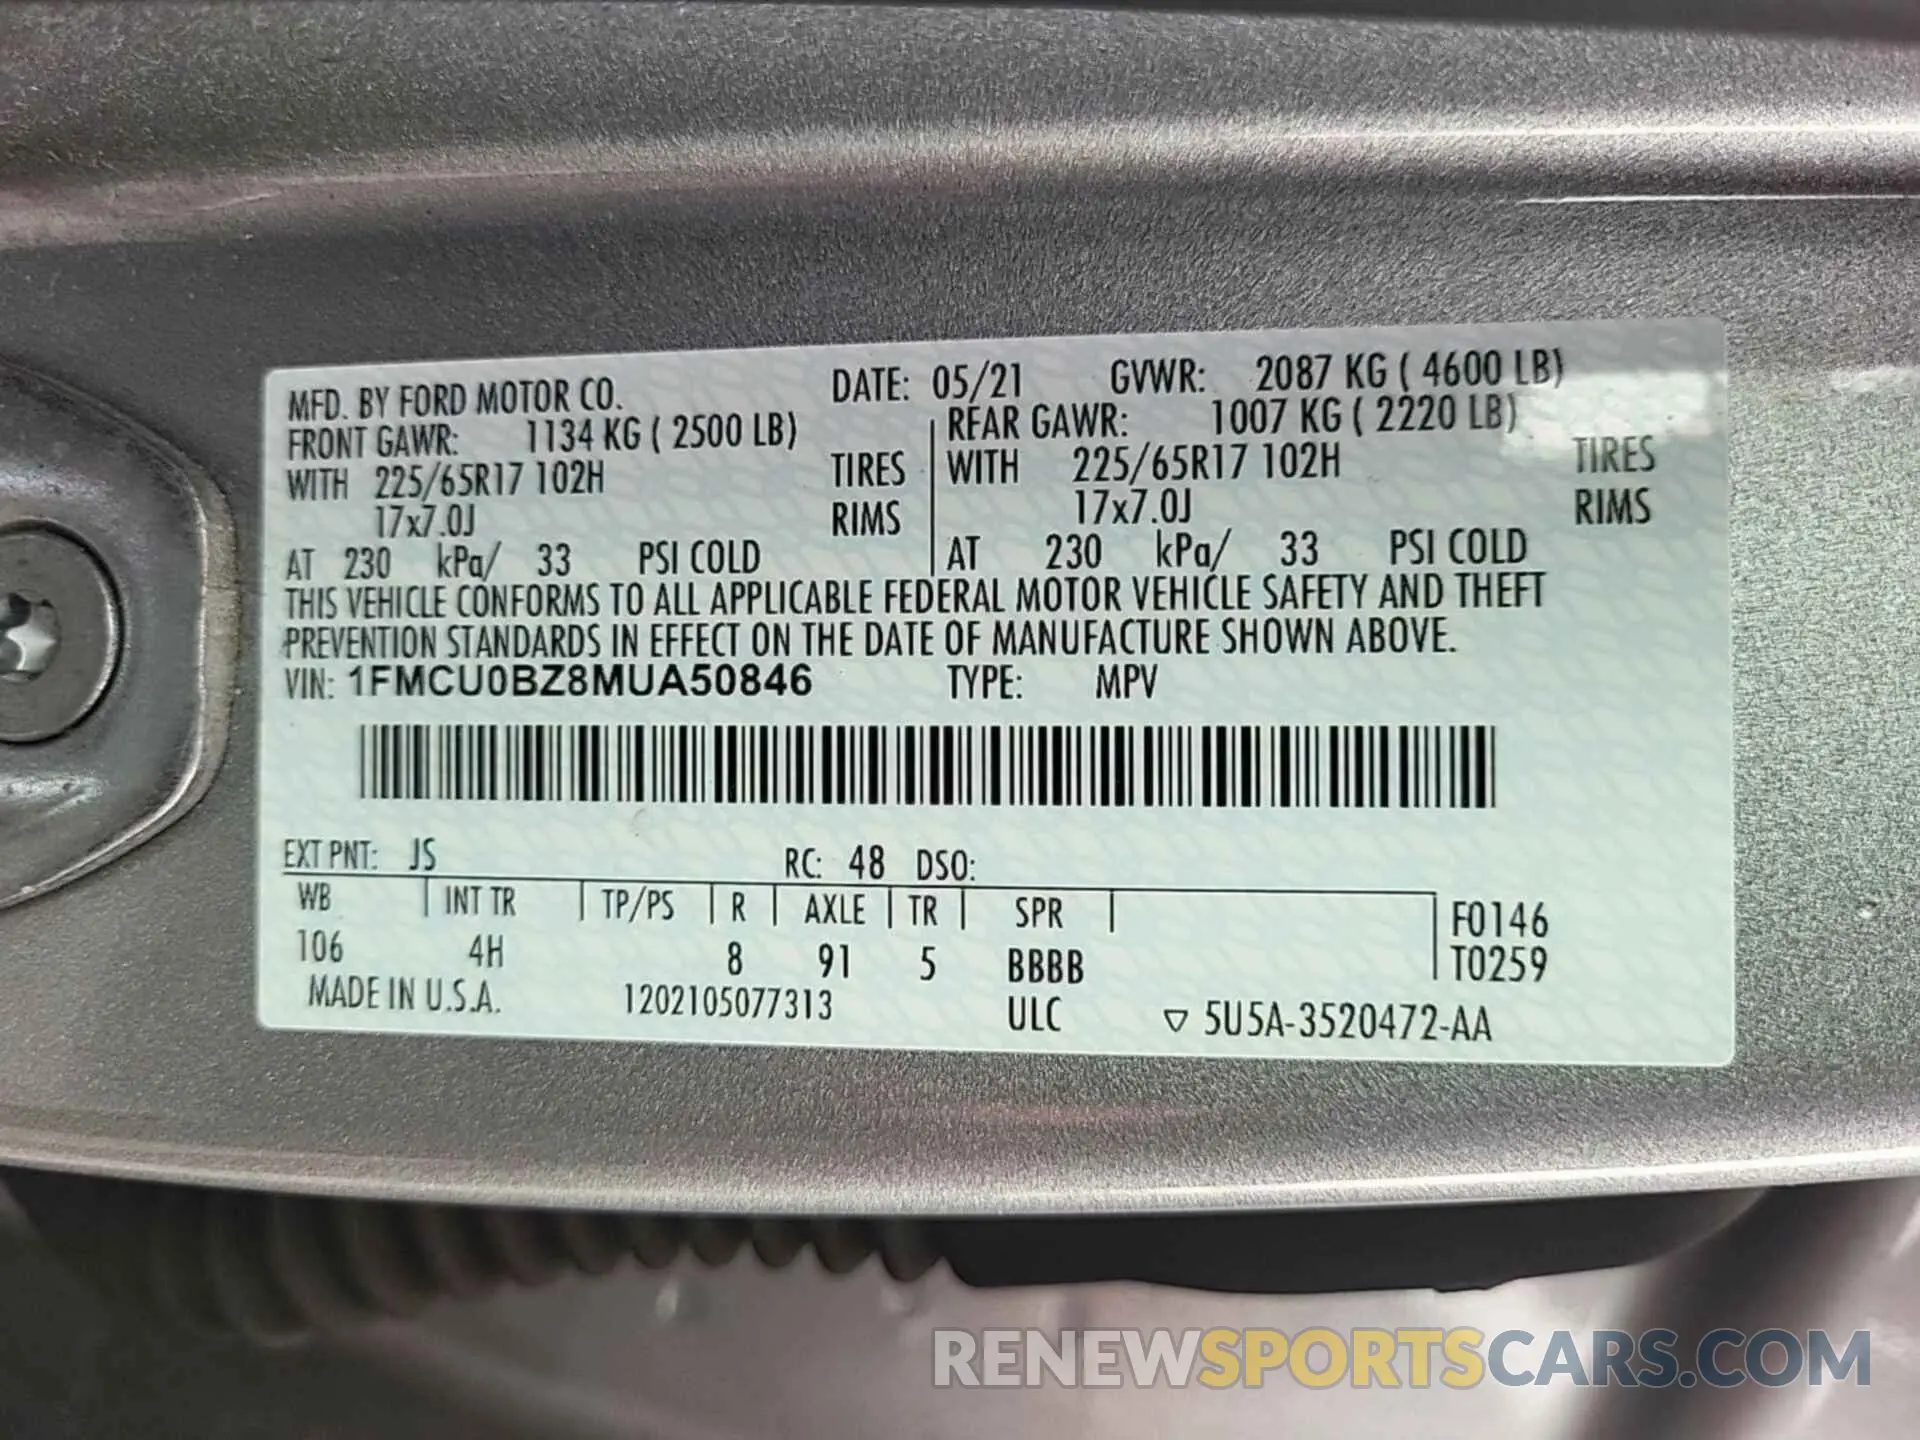 MFD. BY FORD MOTOR CO. DATE: 05/21 GVWR: 2087 KG ( 4600 LB)
FRONT GAWR: 1134 KG ( 2500 LB) REAR GAWR: 1007 KG ( 2220 LB)
WITH 225/65R17 102H TIRES WITH 225/65R17 102H TIRES
17x7.0J RIMS 17x7.0J RIMS
AT 230 kPa/ 33 PSI COLD AT 230 kPa/ 33 PSI COLD
THIS VEHICLE CONFORMS TO ALL APPLICABLE FEDERAL MOTOR VEHICLE SAFETY AND THEFT
PREVENTION STANDARDS IN EFFECT ON THE DATE OF MANUFACTURE SHOWN ABOVE.
VIN: 1FMCU0BZ8MUA50846 TYPE: MPV
EXT PNT: JS RC: 48 DSO:
WB INT TR TP/PS R AXLE TR SPR F0146
106 4H 8 91 5 BBBB T0259
MADE IN U.S.A. 1202105077313 ULC ▽ 5U5A-3520472-AA
RENEWSPORTSCARS.COM